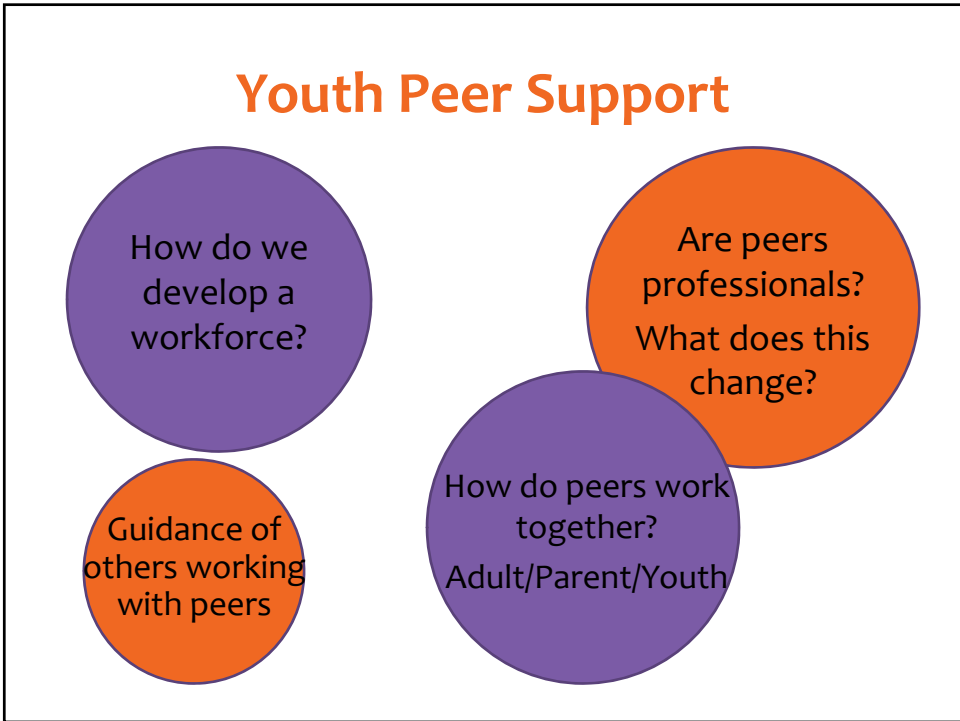 Youth Peer Support
How do we
develop a
workforce?
Are peers
professionals?
What does this
change?
Guidance of
others working
with peers
How do peers work
together?
Adult/Parent/Youth